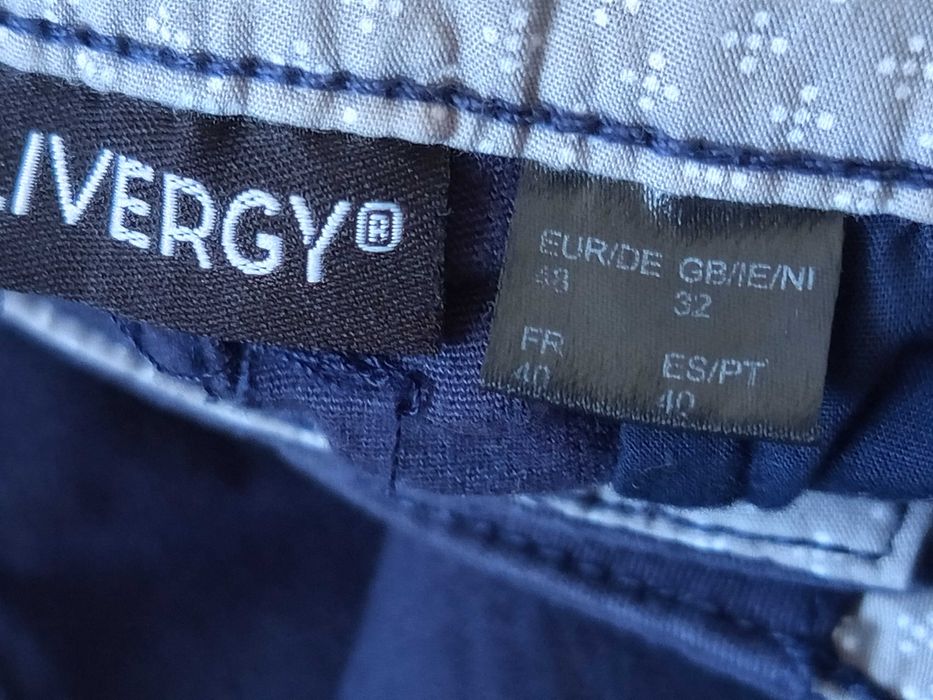 LIVERGY®
EUR/DE GB/IE/NI
48 32
FR ES/PT
40 40